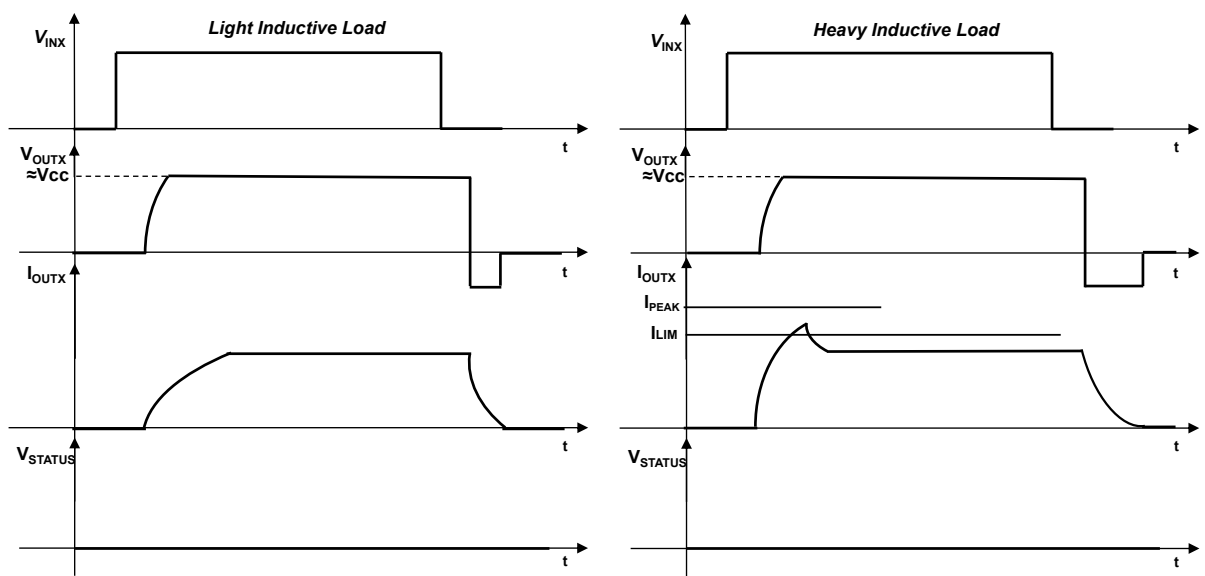 Light Inductive Load
VINX
t
VOUTX
≈VCC
t
IOUTX
t
VSTATUS
t
Heavy Inductive Load
VINX
t
VOUTX
≈VCC
t
IOUTX
IPEAK
ILIM
t
VSTATUS
t